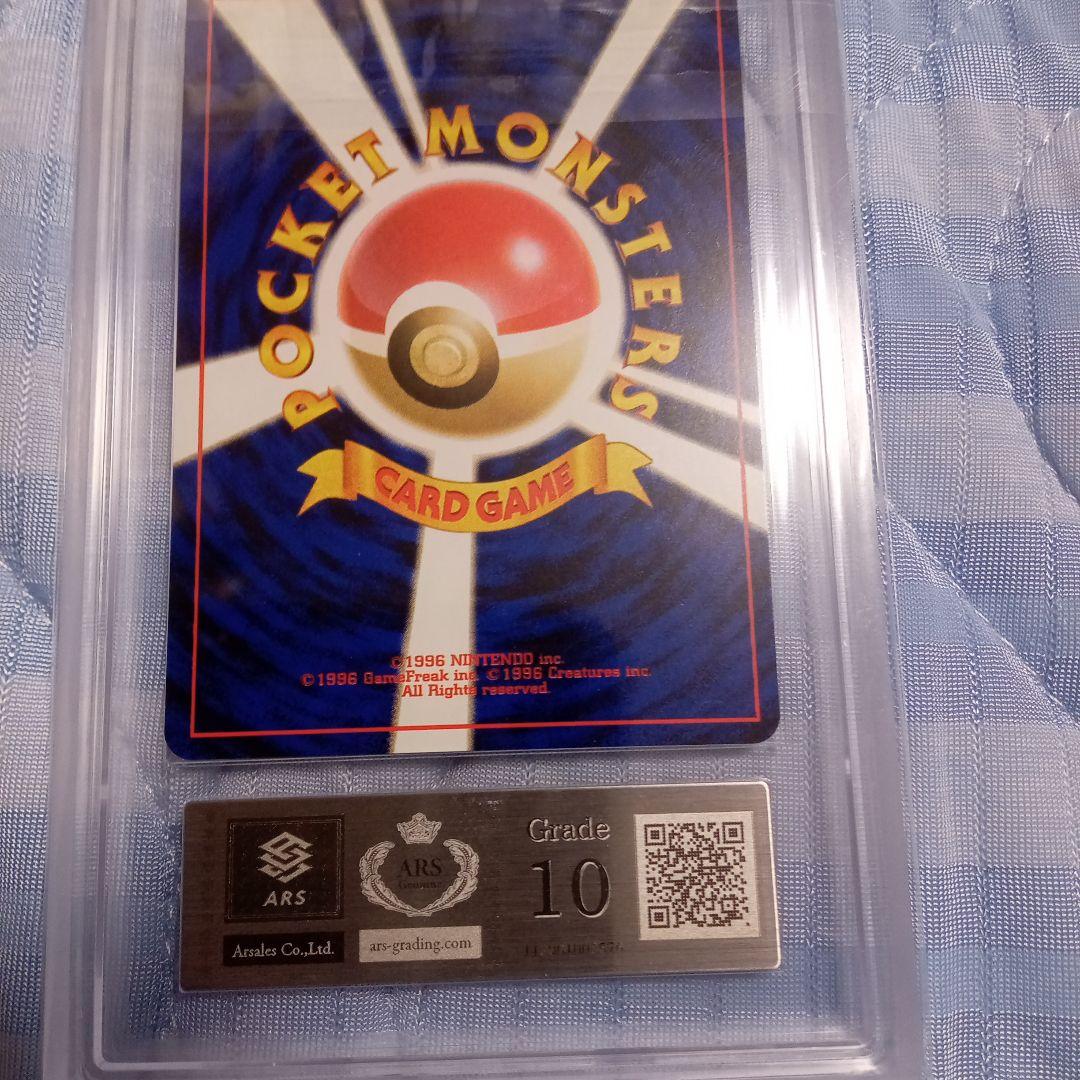 POCKET MONSTERS
CARD GAME
©1996 NINTENDO inc.
©1996 GameFreak inc. ©1996 Creatures inc.
All Rights reserved.
ARS
Arsales Co.,Ltd.
ARS
Genuine
ars-grading.com
Grade
10